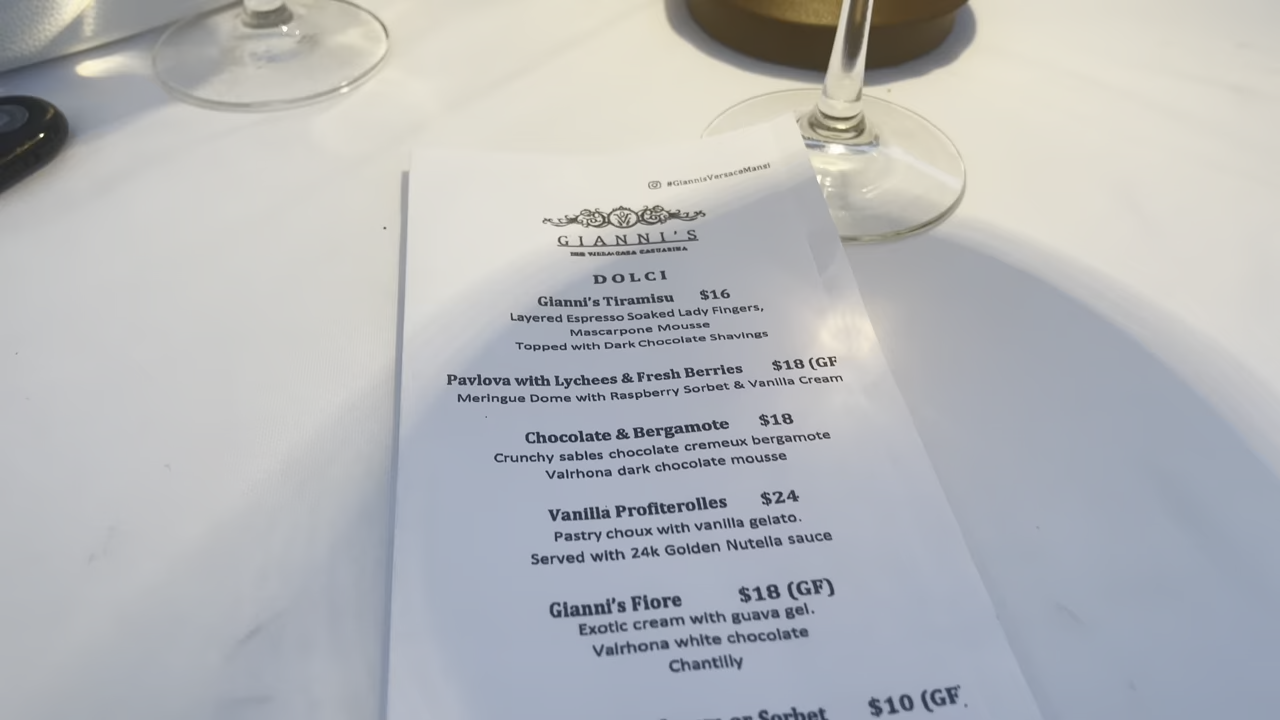 #GiannisVersaceMansi
GIANNI'S
DOLCI
Gianni's Tiramisu $16
Layered Espresso Soaked Lady Fingers,
Mascarpone Mousse
Topped with Dark Chocolate Shavings
Pavlova with Lychees & Fresh Berries $18 (GF
Meringue Dome with Raspberry Sorbet & Vanilla Cream
Chocolate & Bergamote $18
Crunchy sables chocolate cremeux bergamote
Valrhona dark chocolate mousse
Vanilla Profiterolles $24
Pastry choux with vanilla gelato.
Served with 24k Golden Nutella sauce
Gianni's Fiore $18 (GF)
Exotic cream with guava gel.
Valrhona white chocolate
Chantilly
or Sorbet $10 (GF